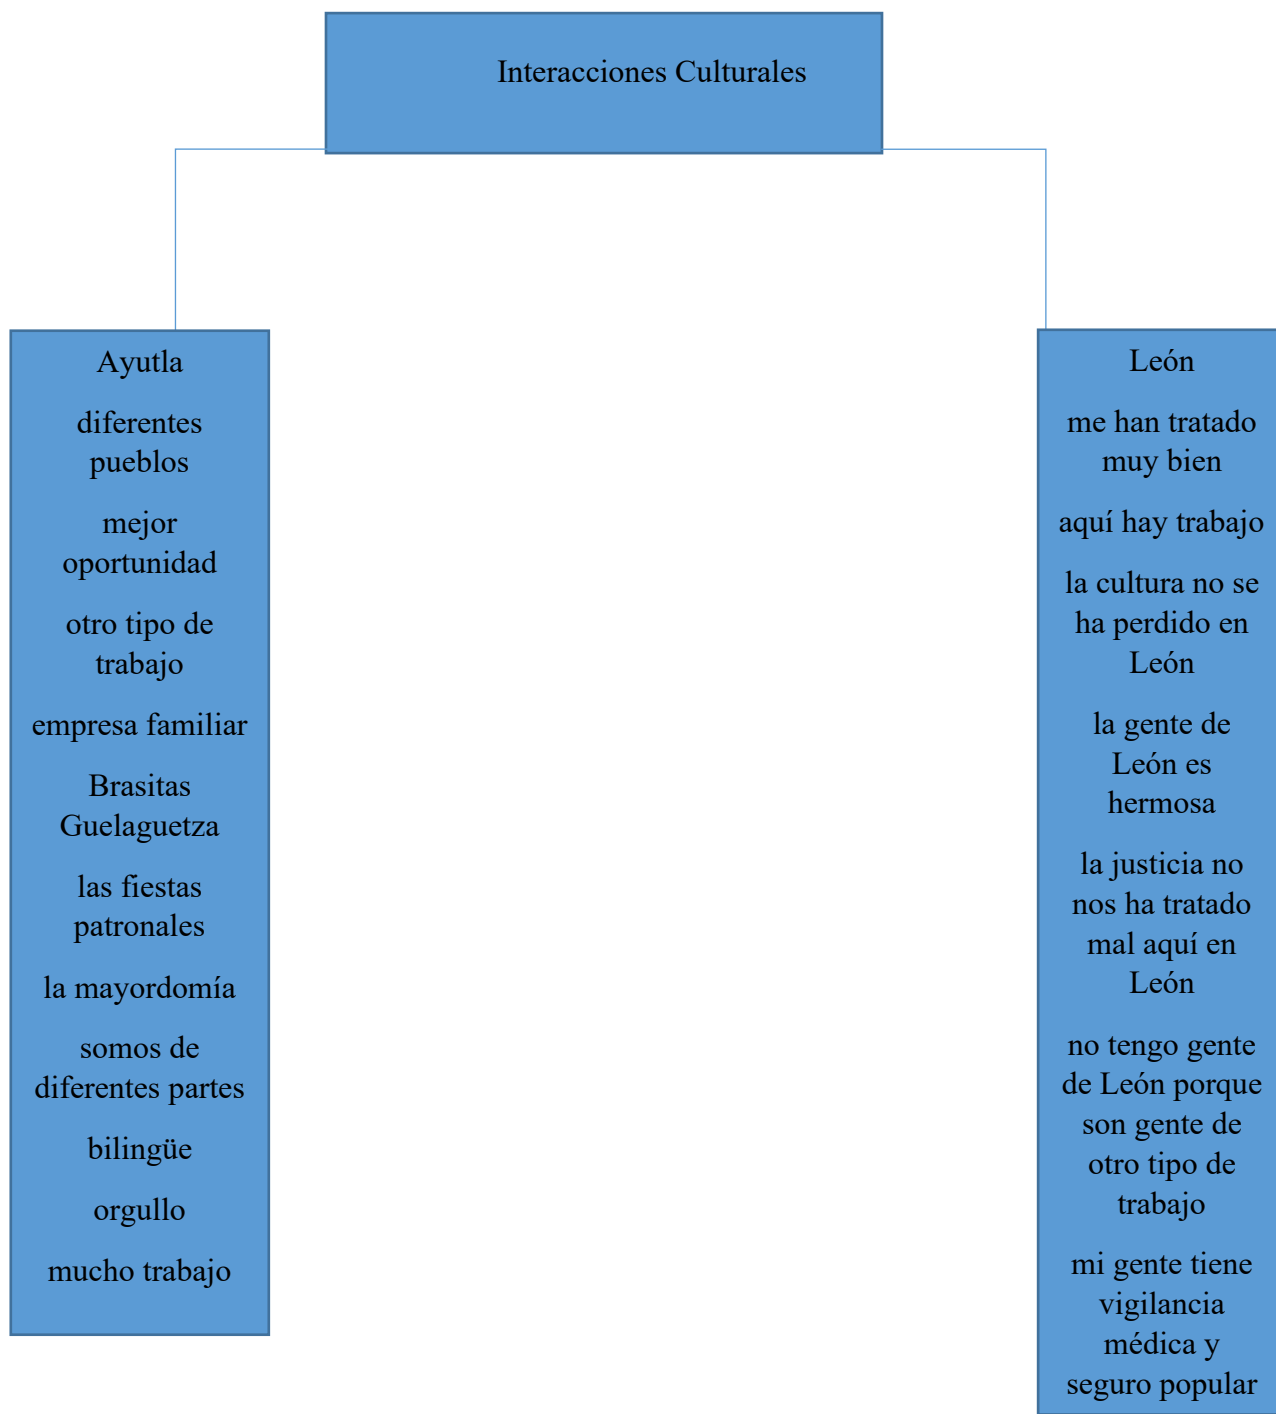 Interacciones Culturales
Ayutla
diferentes
pueblos
mejor
oportunidad
otro tipo de
trabajo
empresa familiar
Brasitas
Guelaguetza
las fiestas
patronales
la mayordomía
somos de
diferentes partes
bilingüe
orgullo
mucho trabajo
León
me han tratado
muy bien
aquí hay trabajo
la cultura no se
ha perdido en
León
la gente de
León es
hermosa
la justicia no
nos ha tratado
mal aquí en
León
no tengo gente
de León porque
son gente de
otro tipo de
trabajo
mi gente tiene
vigilancia
médica y
seguro popular